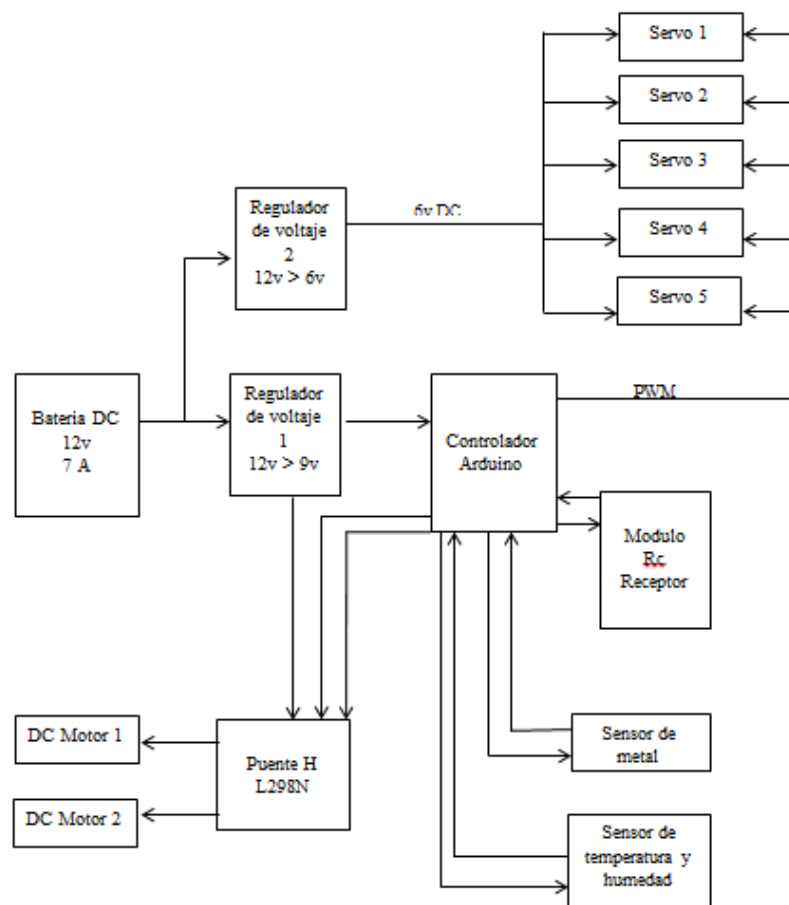 Servo 1
Servo 2
Servo 3
Servo 4
Servo 5
Regulador
de voltaje
2
12v > 6v
6v DC
Bateria DC
12v
7 A
Regulador
de voltaje
1
12v > 9v
Controlador
Arduino
PWM
Modulo
Rc
Receptor
DC Motor 1
DC Motor 2
Puente H
L298N
Sensor de
metal
Sensor de
temperatura y
humedad